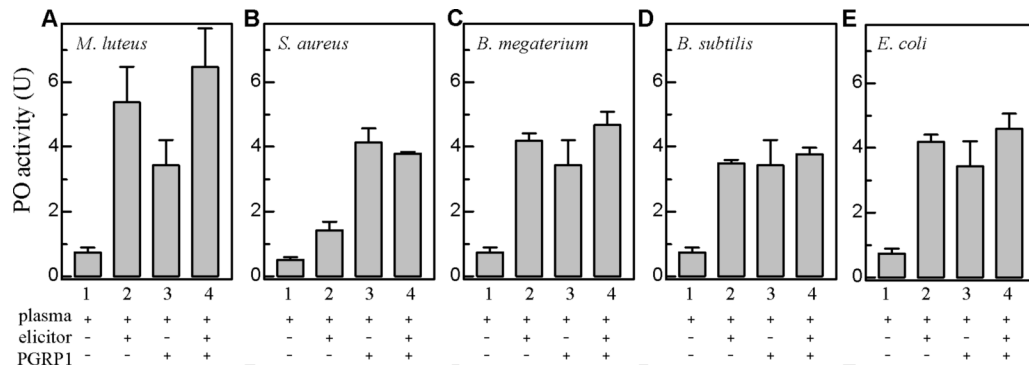 A B C D E
M. luteus S. aureus B. megaterium B. subtilis E. coli
PO activity (U)
6 6 6 6 6
4 4 4 4 4
2 2 2 2 2
0 0 0 0 0
1 2 3 4 1 2 3 4 1 2 3 4 1 2 3 4 1 2 3 4
plasma + + + + + + + + + + + + + + + + + + + +
elicitor - + - + - + - + - + - + - + - + - + - +
PGRP1 - - + + - - + + - - + + - - + + - - + +